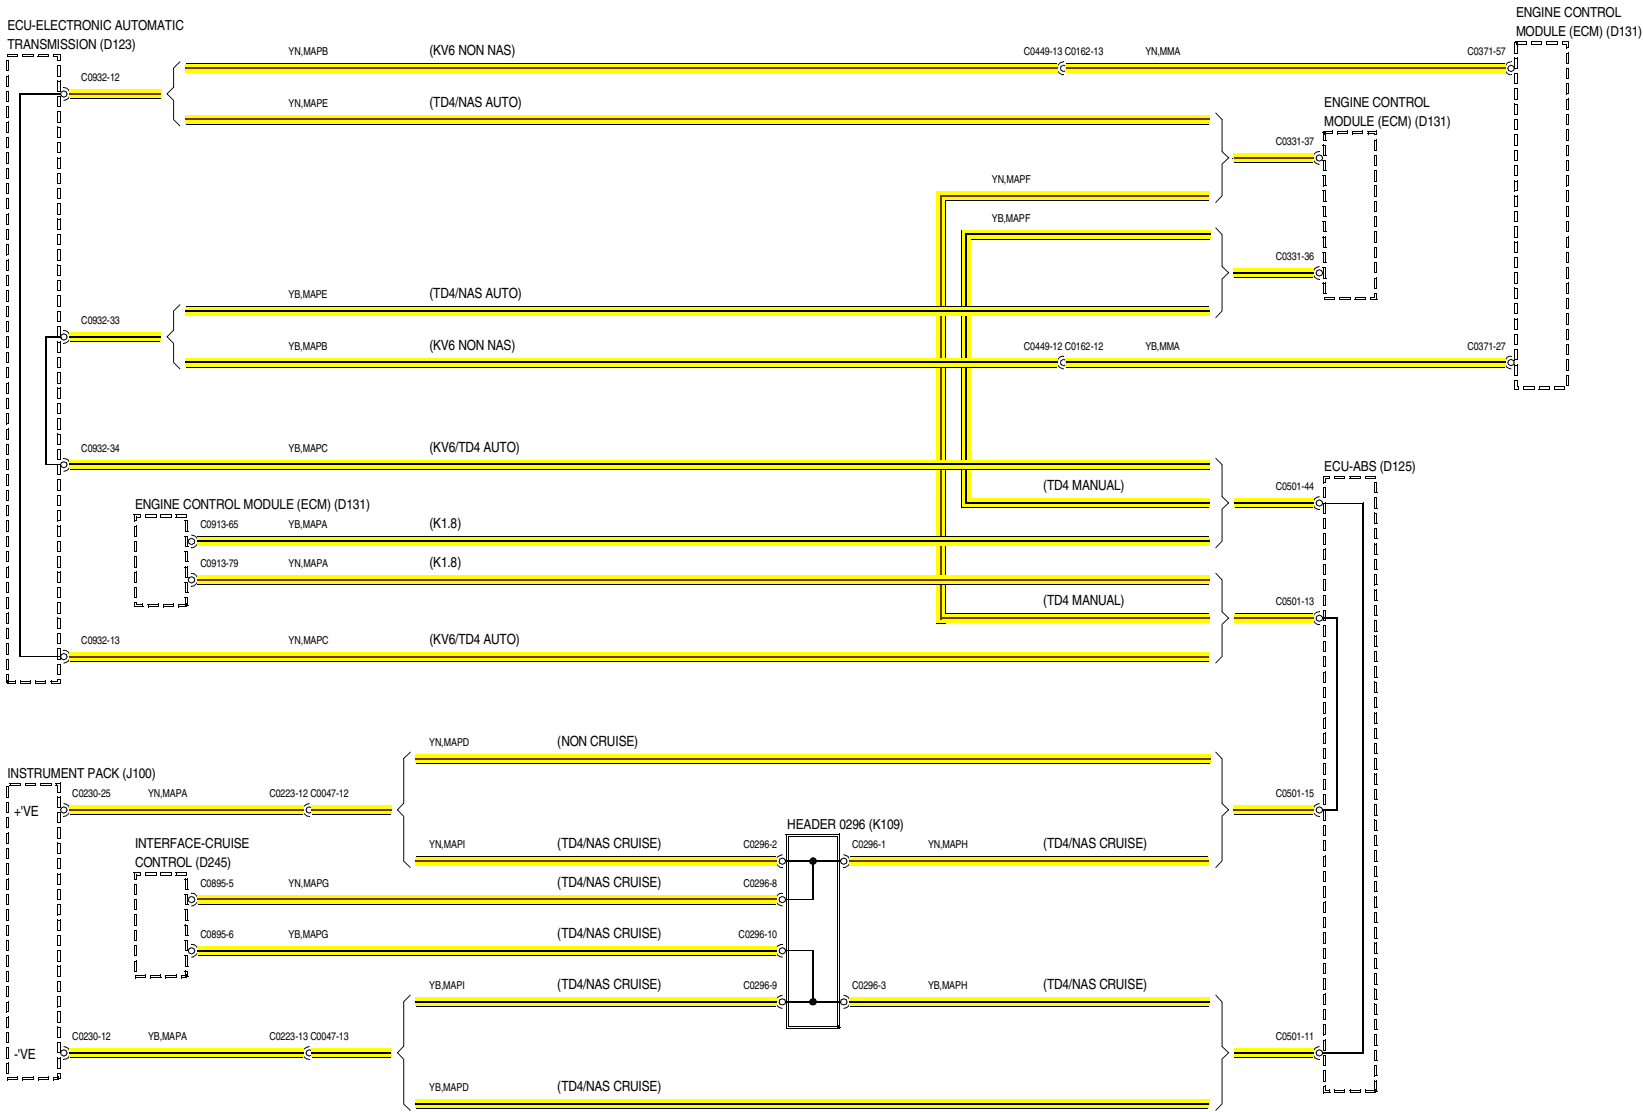 ECU-ELECTRONIC AUTOMATIC
TRANSMISSION (D123)
ENGINE CONTROL
MODULE (ECM) (D131)
YN,MAPB
(KV6 NON NAS)
C0449-13 C0162-13
YN,MMA
C0371-57
C0932-12
YN,MAPE
(TD4/NAS AUTO)
ENGINE CONTROL
MODULE (ECM) (D131)
C0331-37
YN,MAPF
YB,MAPF
C0331-36
YB,MAPE
(TD4/NAS AUTO)
C0932-33
YB,MAPB
(KV6 NON NAS)
C0449-12 C0162-12
YB,MMA
C0371-27
C0932-34
YB,MAPC
(KV6/TD4 AUTO)
ECU-ABS (D125)
(TD4 MANUAL)
C0501-44
ENGINE CONTROL MODULE (ECM) (D131)
C0913-65
YB,MAPA
(K1.8)
C0913-79
YN,MAPA
(K1.8)
(TD4 MANUAL)
C0501-13
C0932-13
YN,MAPC
(KV6/TD4 AUTO)
YN,MAPD
(NON CRUISE)
INSTRUMENT PACK (J100)
+'VE
C0230-25
YN,MAPA
C0223-12 C0047-12
C0501-15
HEADER 0296 (K109)
INTERFACE-CRUISE
CONTROL (D245)
YN,MAPI
(TD4/NAS CRUISE)
C0296-2
C0296-1
YN,MAPH
(TD4/NAS CRUISE)
C0895-5
YN,MAPG
(TD4/NAS CRUISE)
C0296-8
C0895-6
YB,MAPG
(TD4/NAS CRUISE)
C0296-10
YB,MAPI
(TD4/NAS CRUISE)
C0296-9
C0296-3
YB,MAPH
(TD4/NAS CRUISE)
-'VE
C0230-12
YB,MAPA
C0223-13 C0047-13
C0501-11
YB,MAPD
(TD4/NAS CRUISE)